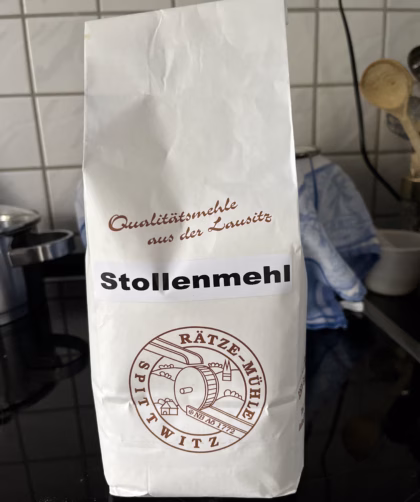 Qualitätsmehle
aus der Lausitz
Stollenmehl
RÄTZE-MÜHLE
SPITTWITZ